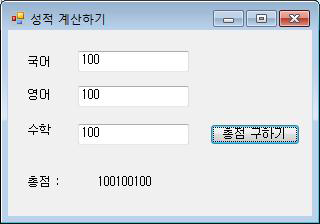 성적 계산하기
국어 100
영어 100
수학 100 총점 구하기
총점 : 100100100